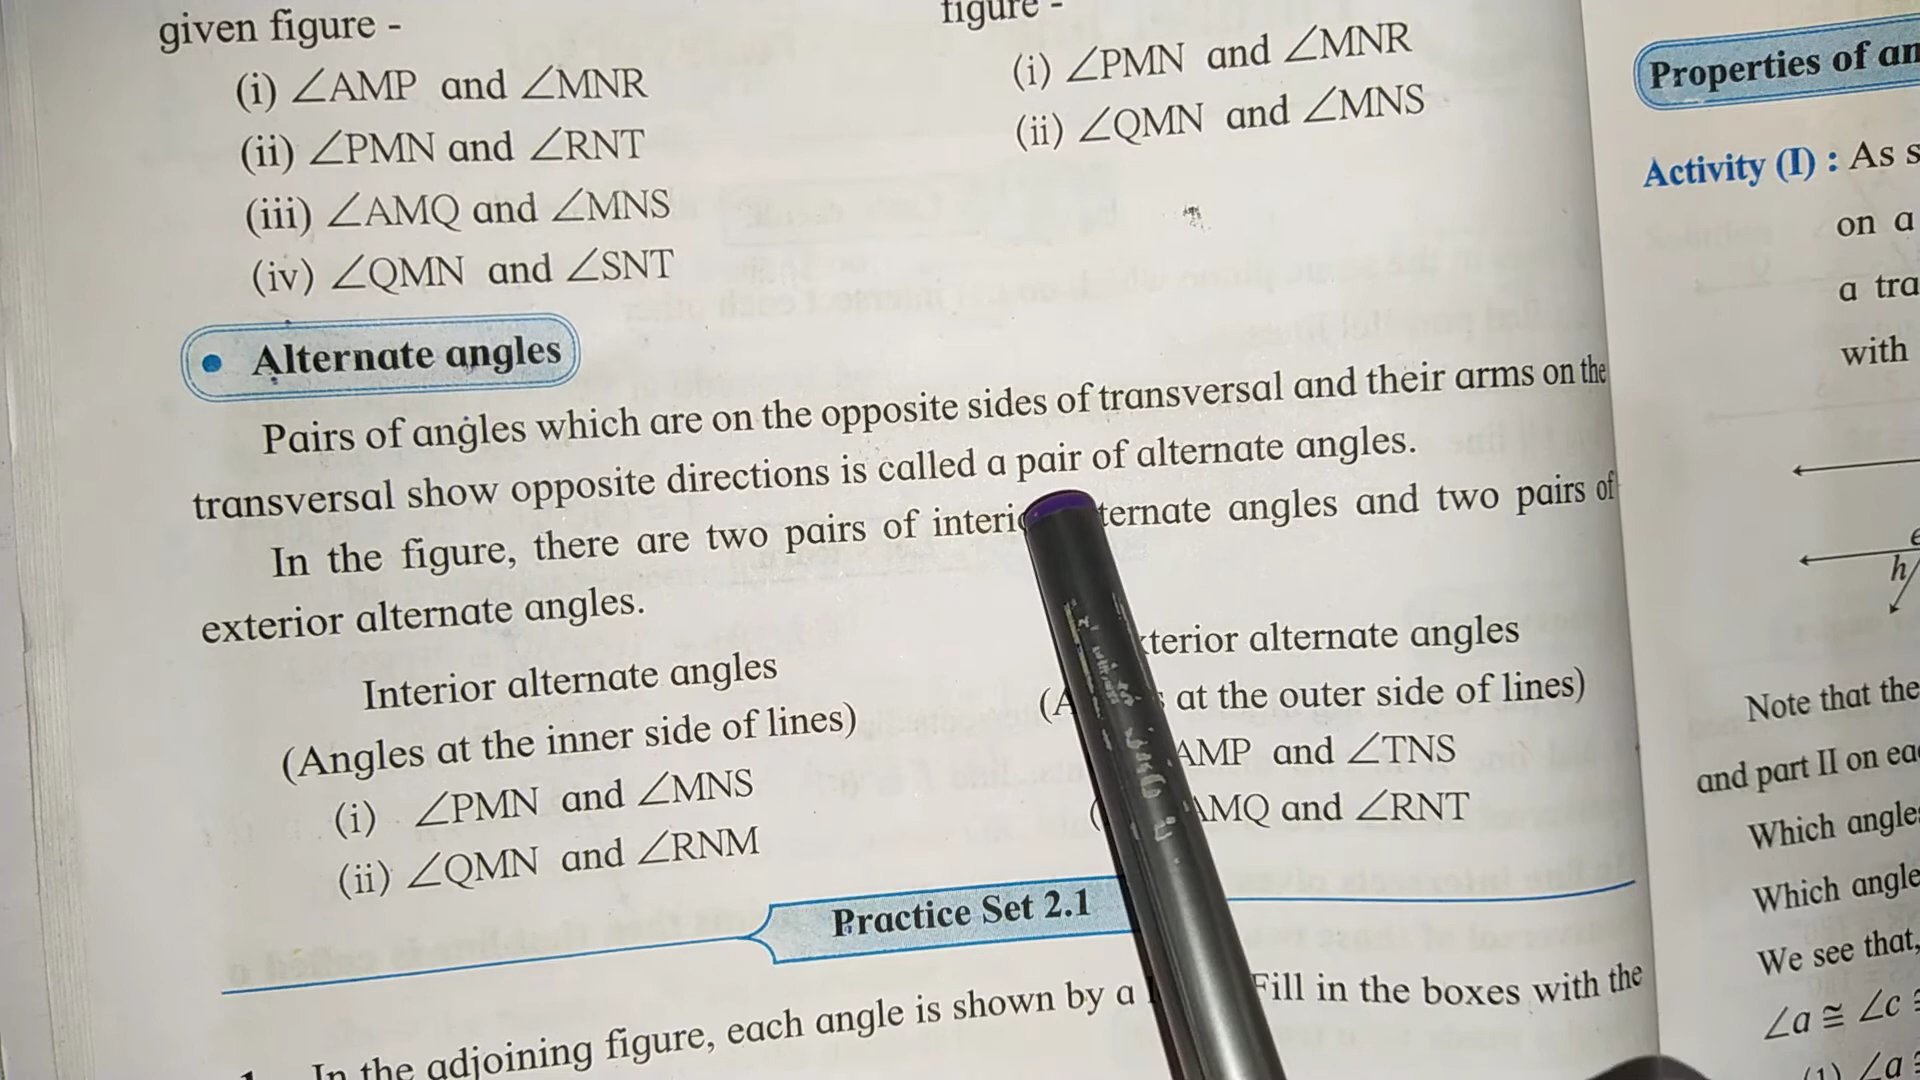 given figure -
(i) ∠AMP and ∠MNR
(ii) ∠PMN and ∠RNT
(iii) ∠AMQ and ∠MNS
(iv) ∠QMN and ∠SNT
figure -
(i) ∠PMN and ∠MNR
(ii) ∠QMN and ∠MNS
• Alternate angles
Pairs of angles which are on the opposite sides of transversal and their arms on the
transversal show opposite directions is called a pair of alternate angles.
In the figure, there are two pairs of interio ternate angles and two pairs of
exterior alternate angles.
Interior alternate angles
(Angles at the inner side of lines)
(i) ∠PMN and ∠MNS
(ii) ∠QMN and ∠RNM
terior alternate angles
(A at the outer side of lines)
AMP and ∠TNS
AMQ and ∠RNT
Practice Set 2.1
In the adjoining figure, each angle is shown by a Fill in the boxes with the
Properties of an
Activity (I) : As s
on a
a tra
with
h
Note that the
and part II on ea
Which angle
Which angle
We see that,
∠a ≅ ∠c ≅
(1) ∠a ≅